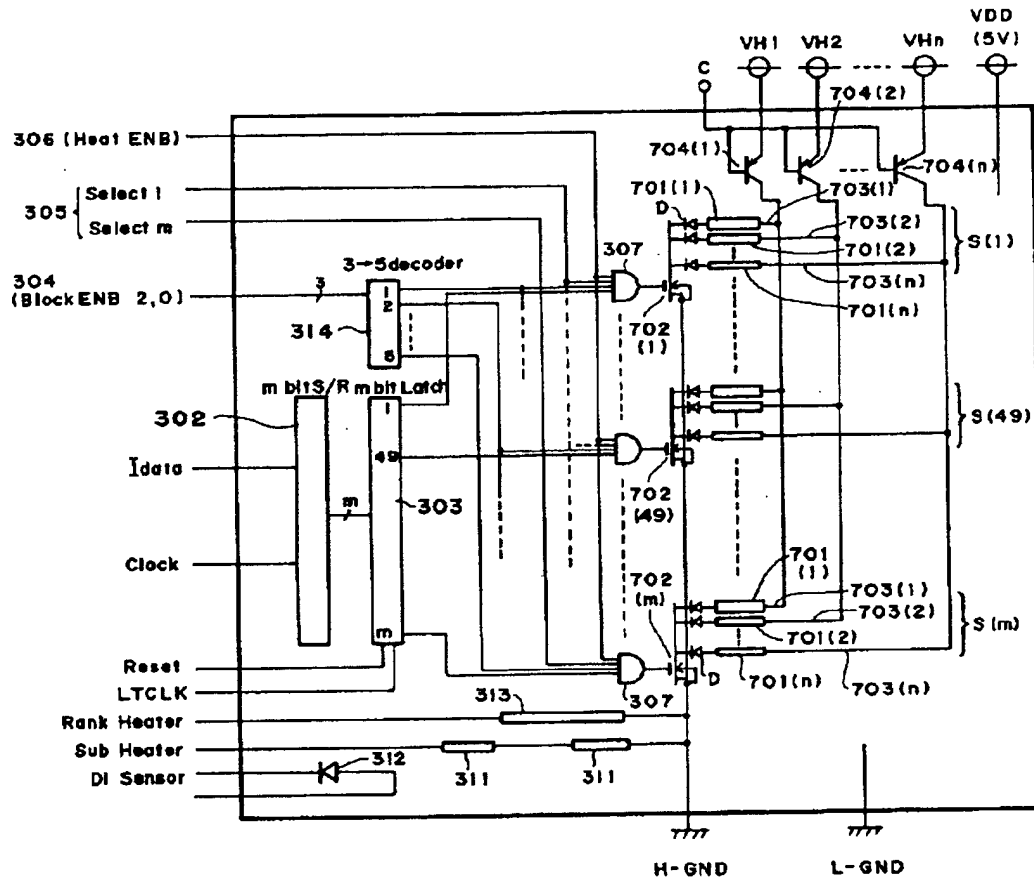 VDD
(5V)
VH1
VH2
VHn
C
704(2)
306 (Heat ENB)
704(1)
704(n)
Select 1
305
Select m
701(1)
703(1)
D
703(2)
S(1)
307
701(2)
3→5decoder
304
(BlockENB 2,0)
3
1
2
703(n)
314
5
702
(1)
701(n)
m bit S/R m bit Latch
302
1
S(49)
49
Idata
m
303
702
(49)
Clock
702
(m)
701
(1)
703(1)
703(2)
S(m)
m
701(2)
Reset
LTCLK
307
D
701(n)
703(n)
313
Rank Heater
Sub Heater
312
311
311
DI Sensor
H-GND
L-GND